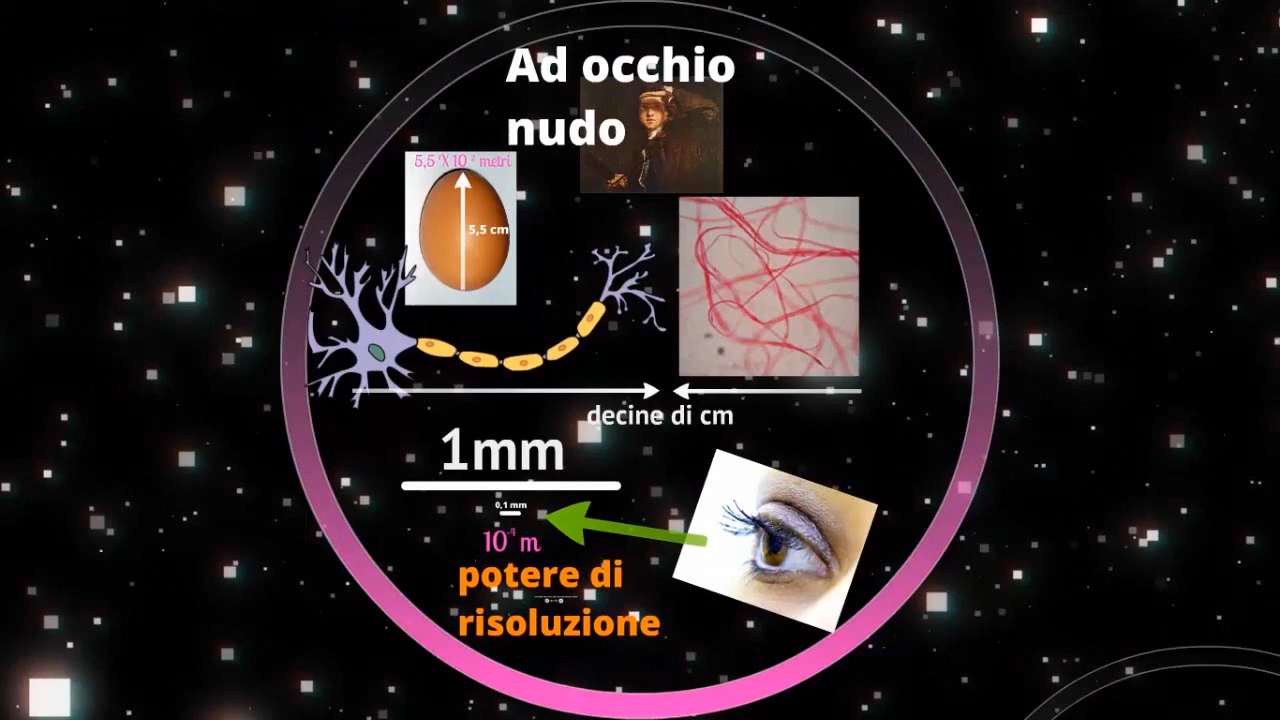 Ad occhio
nudo
5,5 X 10⁻² metri
5,5 cm
decine di cm
1mm
0,1 mm
10⁻⁴ m
potere di
risoluzione